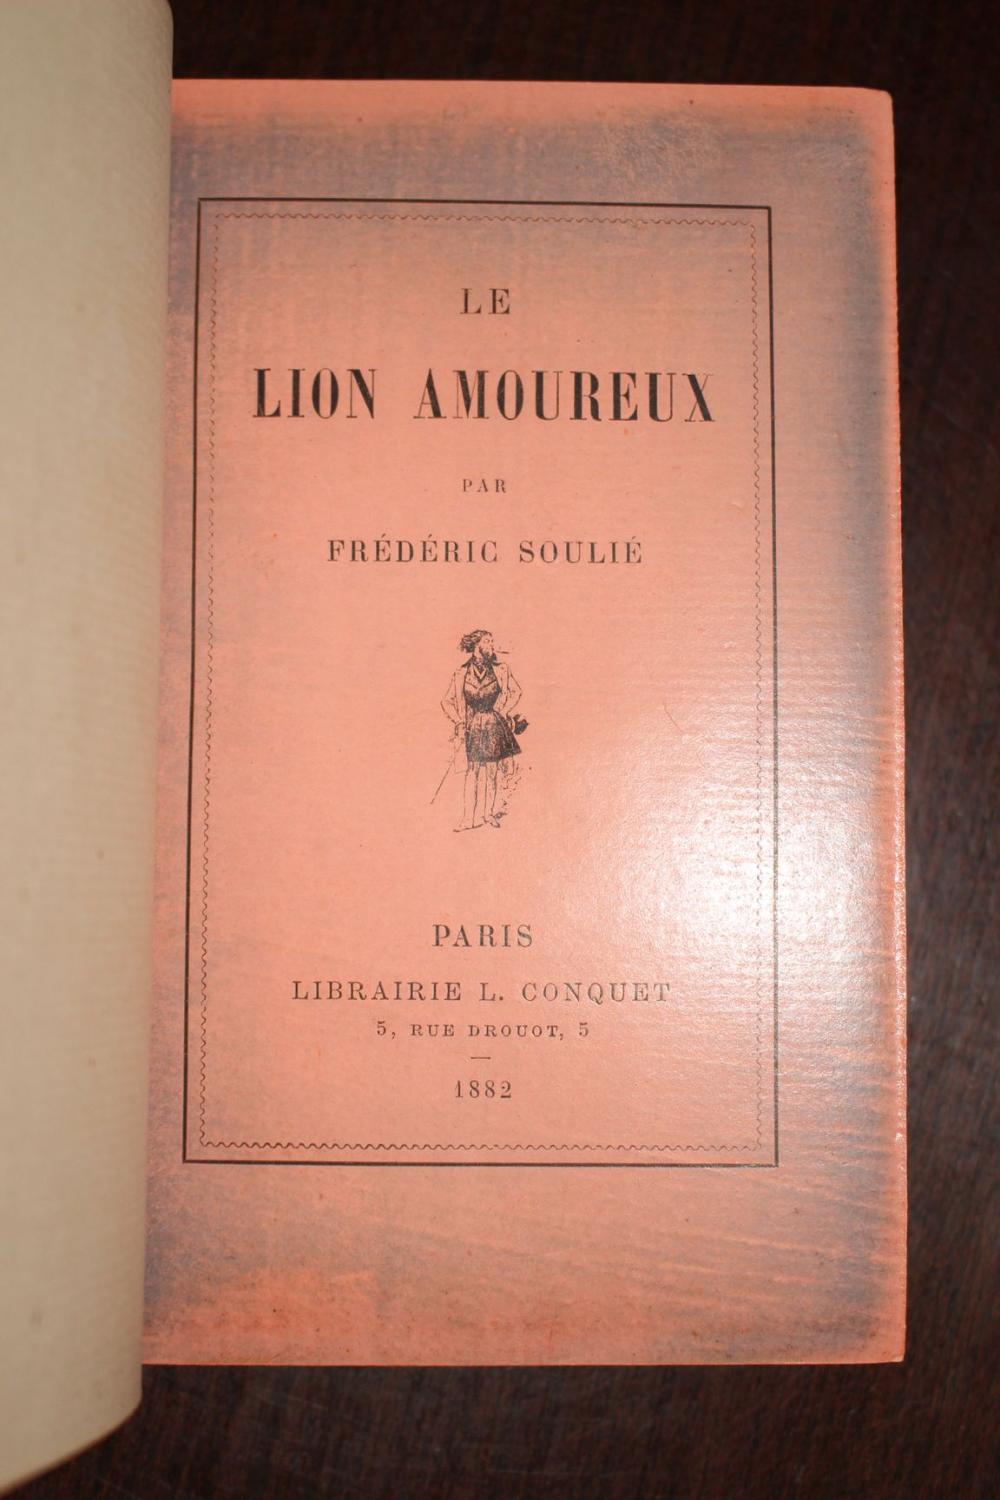 LE
LION AMOUREUX
PAR
FRÉDÉRIC SOULIÉ
PARIS
LIBRAIRIE L. CONQUET
5, RUE DROUOT, 5
1882